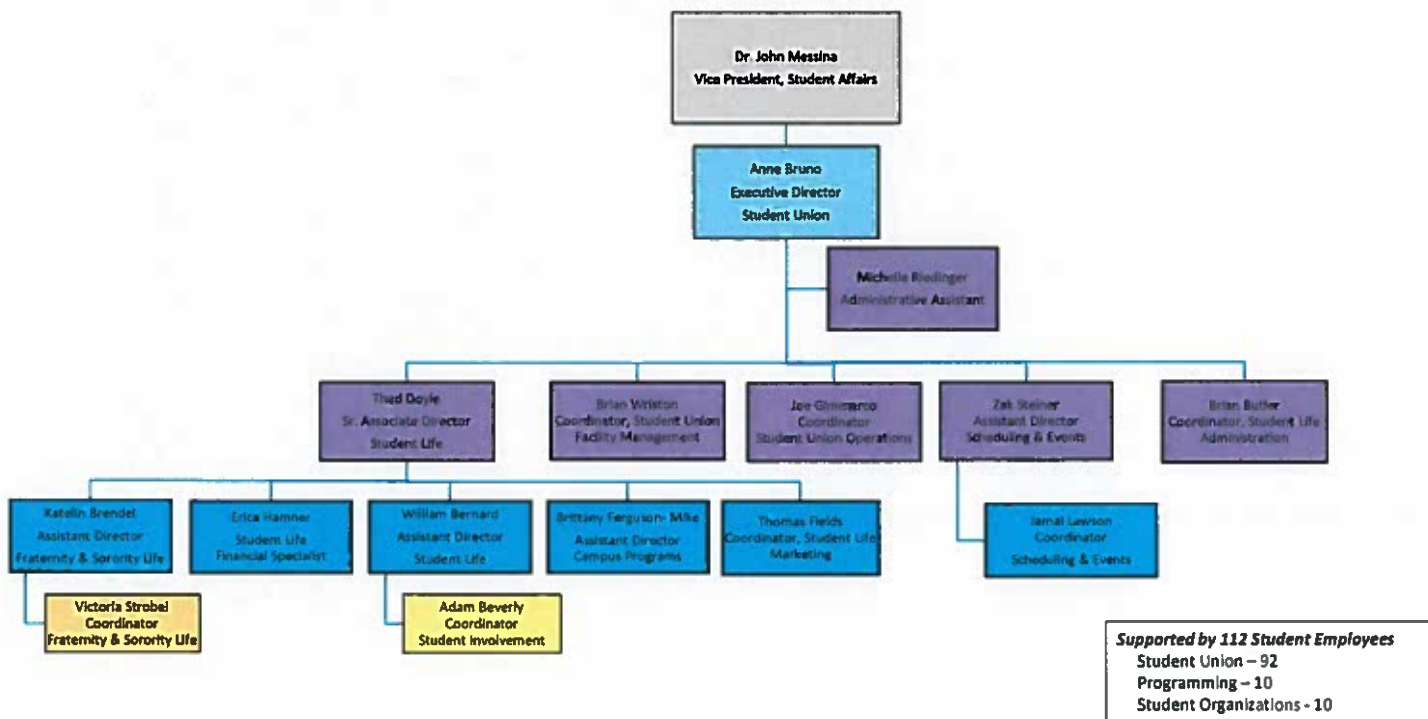 Dr. John Messina
Vice President, Student Affairs
Anne Bruno
Executive Director
Student Union
Michelle Riedinger
Administrative Assistant
Thad Doyle
Sr. Associate Director
Student Life
Brian Wriston
Coordinator, Student Union
Facility Management
Joe
Coordinator
Student Union Operations
Zak Steiner
Assistant Director
Scheduling & Events
Brian Butler
Coordinator, Student Life
Administration
Katelin Brendel
Assistant Director
Fraternity & Sorority Life
Erica Hamner
Student Life
Financial Specialist
William Bernard
Assistant Director
Student Life
Brittany Ferguson- Mike
Assistant Director
Campus Programs
Thomas Fields
Coordinator, Student Life
Marketing
Jamal Lawson
Coordinator
Scheduling & Events
Victoria Strobel
Coordinator
Fraternity & Sorority Life
Adam Beverly
Coordinator
Student Involvement
Supported by 112 Student Employees
Student Union – 92
Programming – 10
Student Organizations - 10